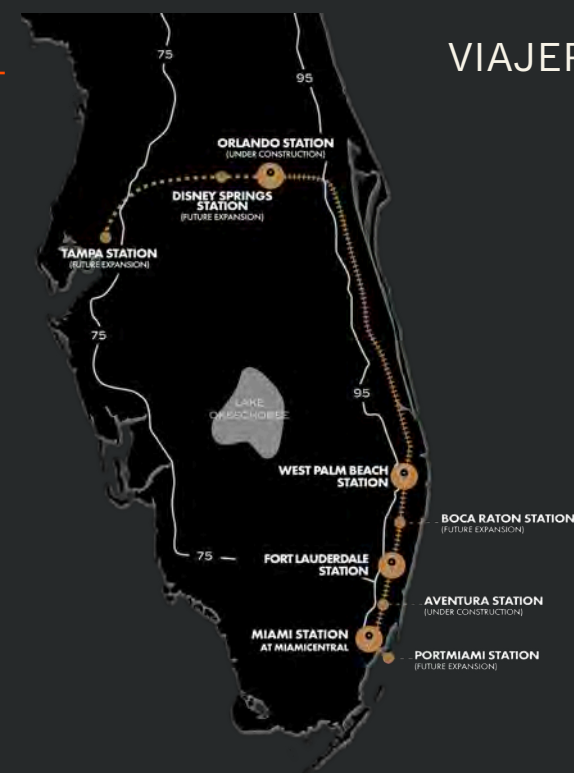 VIAJER
75
95
ORLANDO STATION
(UNDER CONSTRUCTION)
DISNEY SPRINGS
STATION
(FUTURE EXPANSION)
TAMPA STATION
(FUTURE EXPANSION)
75
95
LAKE
OKEECHOBEE
WEST PALM BEACH
STATION
BOCA RATON STATION
(FUTURE EXPANSION)
75
FORT LAUDERDALE
STATION
AVENTURA STATION
(UNDER CONSTRUCTION)
MIAMI STATION
AT MIAMICENTRAL
PORTMIAMI STATION
(FUTURE EXPANSION)